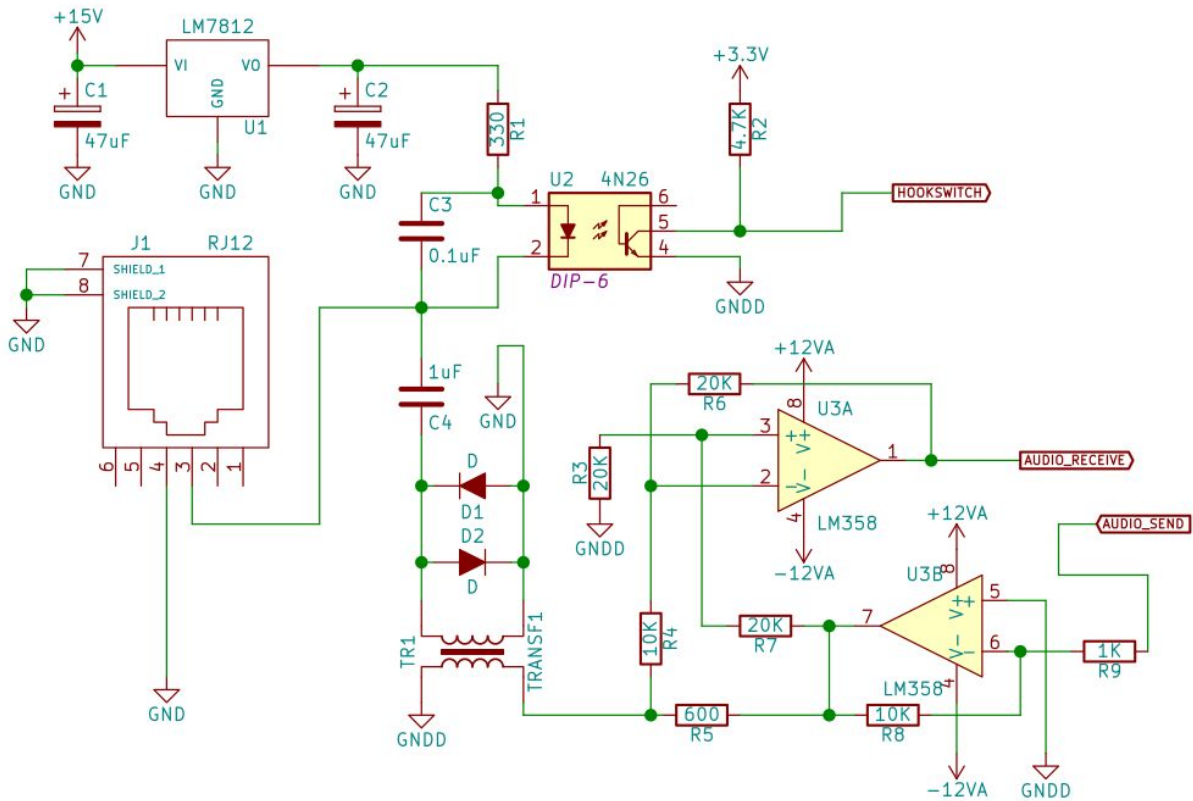 +15V
LM7812
VI
VO
GND
U1
C1
47uF
GND
GND
C2
47uF
GND
330
R1
+3.3V
4.7K
R2
U2
4N26
1
2
6
5
4
DIP-6
HOOKSWITCH
GNDD
C3
0.1uF
J1
RJ12
7
SHIELD_1
8
SHIELD_2
GND
6
5
4
3
2
1
GND
1uF
C4
GND
D
D1
D2
D
TR1
TRANSF1
GNDD
+12VA
20K
R6
U3A
8
3
V+
+
2
V-
-
1
4
LM358
-12VA
R3
20K
GNDD
AUDIO_RECEIVE
+12VA
AUDIO_SEND
U3B
8
7
5
V+
+
6
V-
-
4
LM358
1K
R9
10K
R4
20K
R7
600
R5
10K
R8
-12VA
GNDD